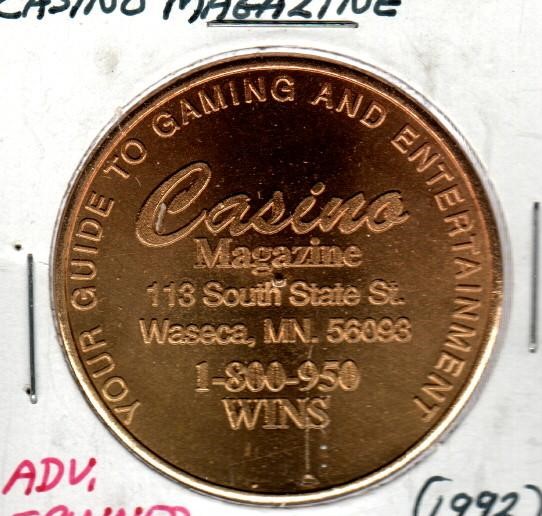 CASINO MAGAZINE
YOUR GUIDE TO GAMING AND ENTERTAINMENT
Casino
Magazine
113 South State St.
Waseca, MN. 56093
1-800-950
WINS
ADV.
SPINNER
(1992)